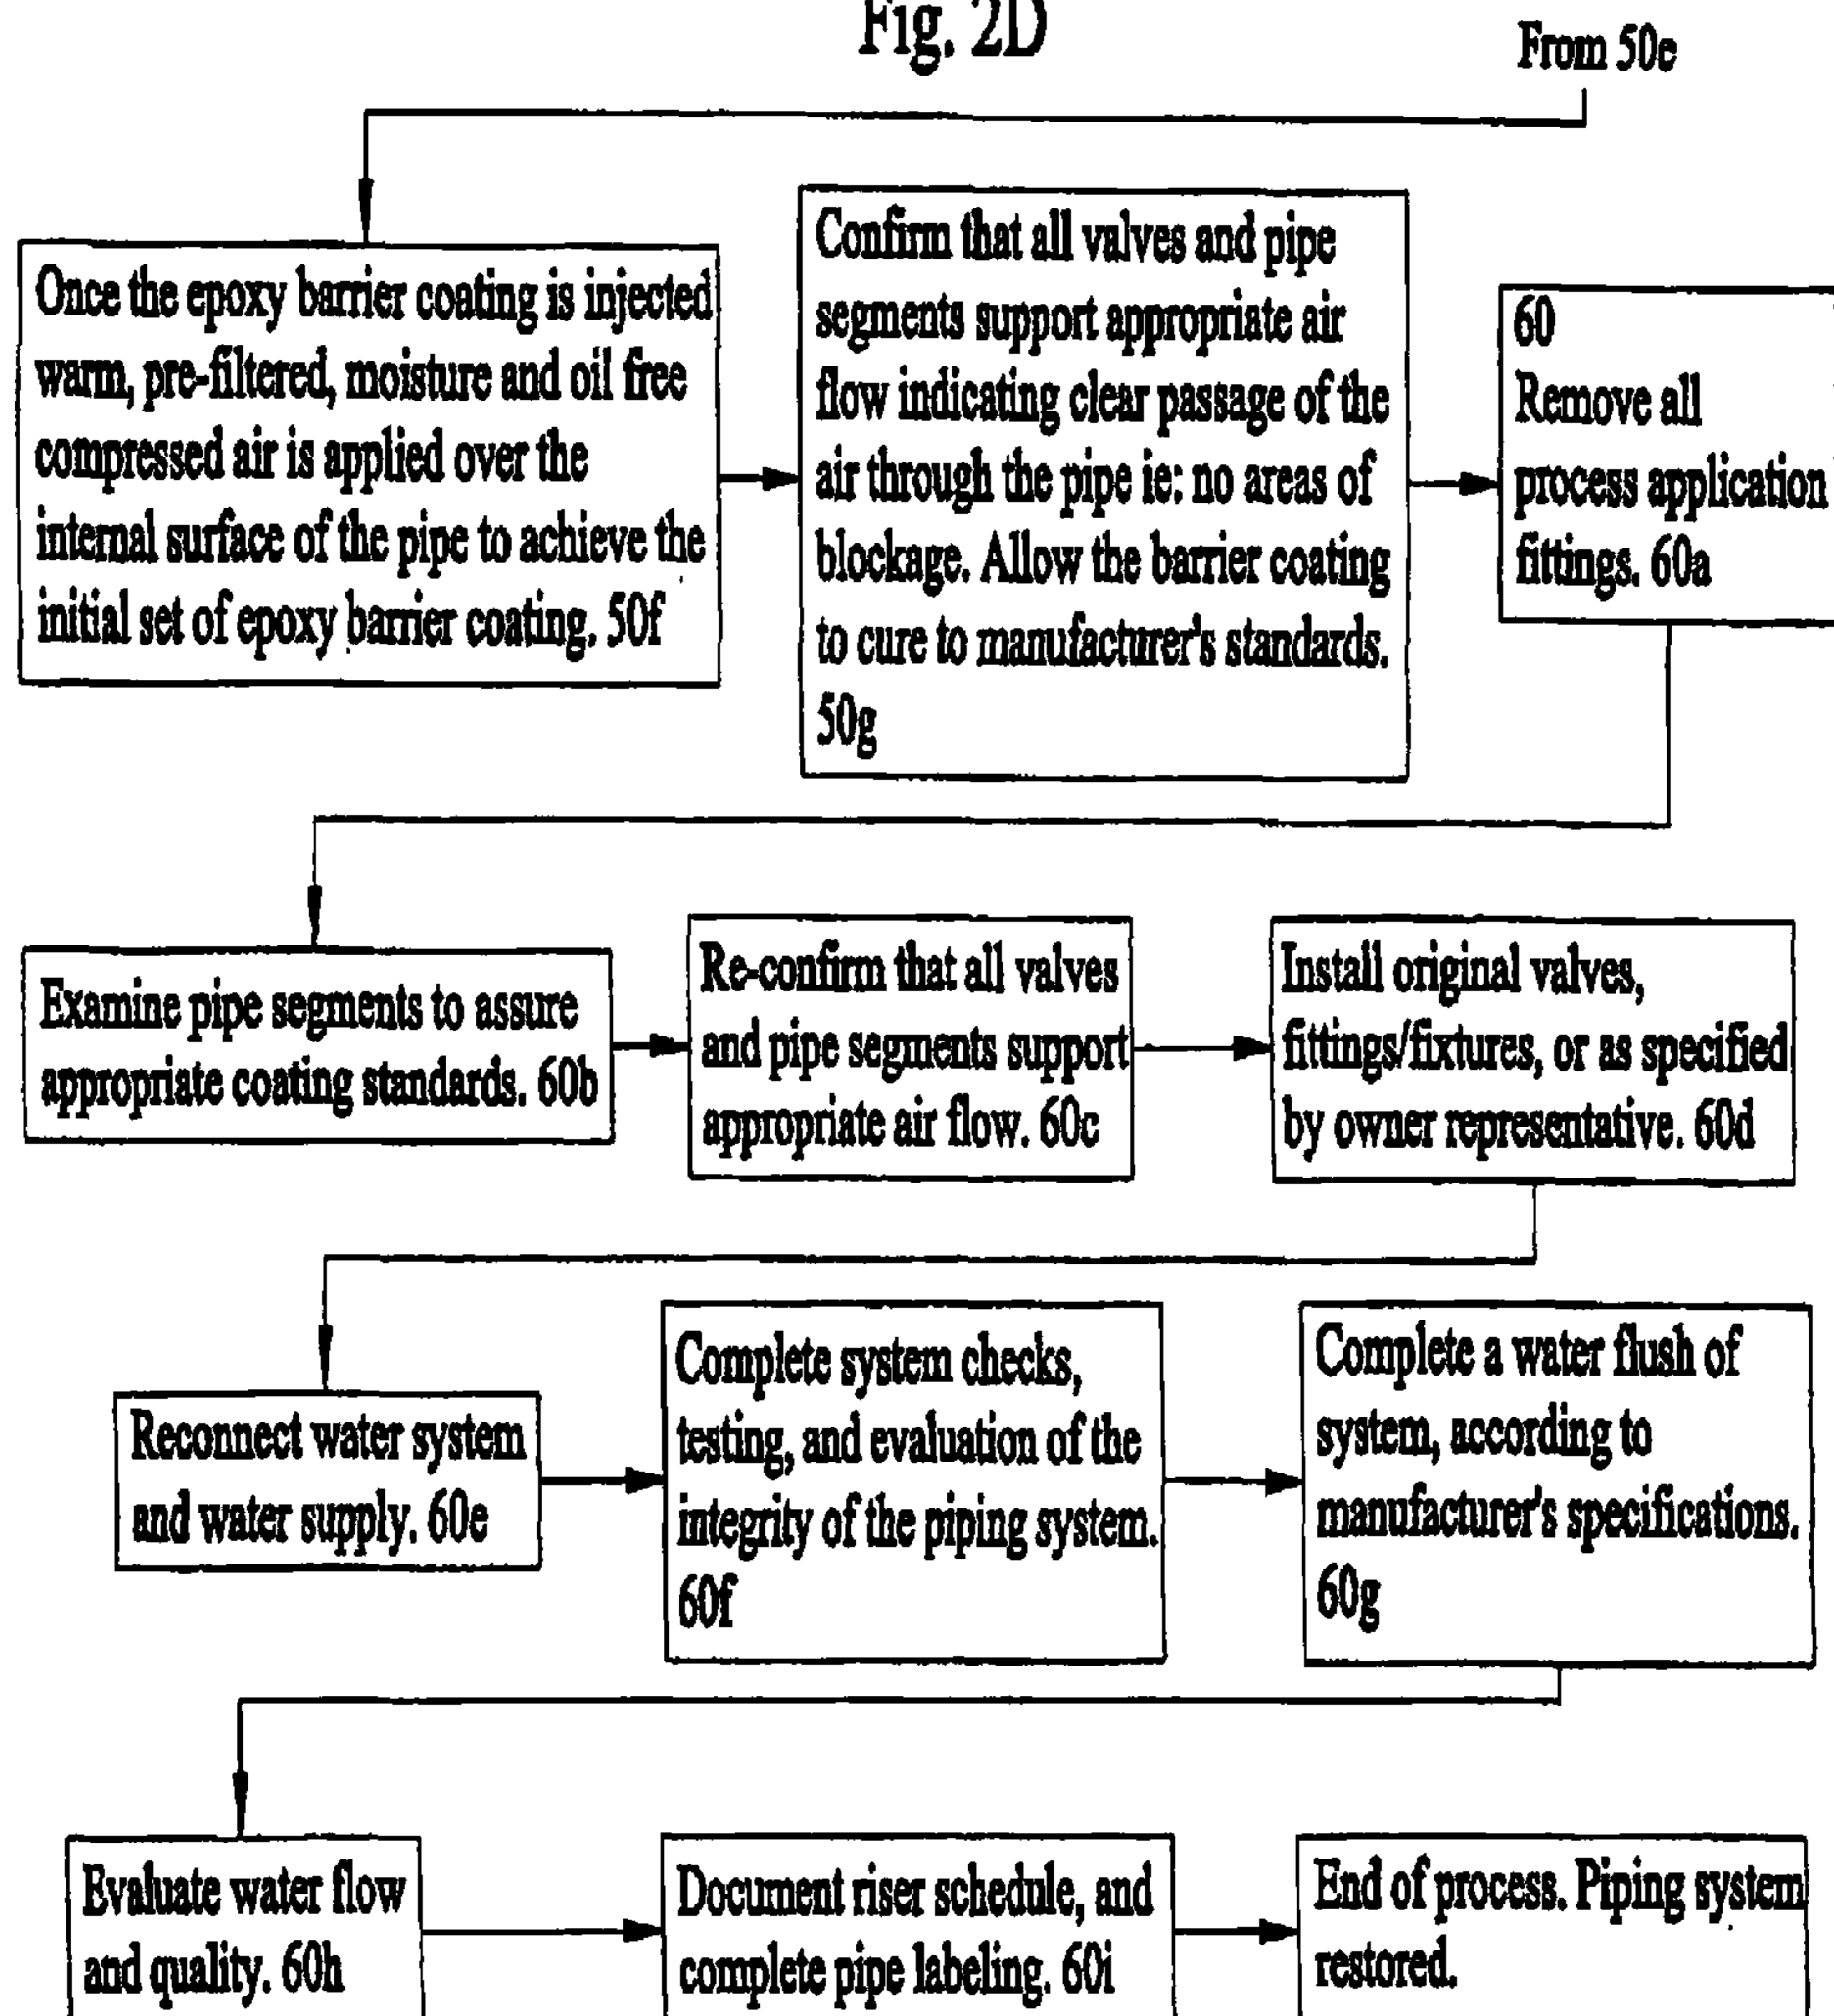 Fig. 2D
From 50e
Once the epoxy barrier coating is injected
warm, pre-filtered, moisture and oil free
compressed air is applied over the
internal surface of the pipe to achieve the
initial set of epoxy barrier coating. 50f
Confirm that all valves and pipe
segments support appropriate air
flow indicating clear passage of the
air through the pipe ie: no areas of
blockage. Allow the barrier coating
to cure to manufacturer's standards.
50g
60
Remove all
process application
fittings. 60a
Examine pipe segments to assure
appropriate coating standards. 60b
Re-confirm that all valves
and pipe segments support
appropriate air flow. 60c
Install original valves,
fittings/fixtures, or as specified
by owner representative. 60d
Reconnect water system
and water supply. 60e
Complete system checks,
testing, and evaluation of the
integrity of the piping system.
60f
Complete a water flush of
system, according to
manufacturer's specifications.
60g
Evaluate water flow
and quality. 60h
Document riser schedule, and
complete pipe labeling. 60i
End of process. Piping system
restored.